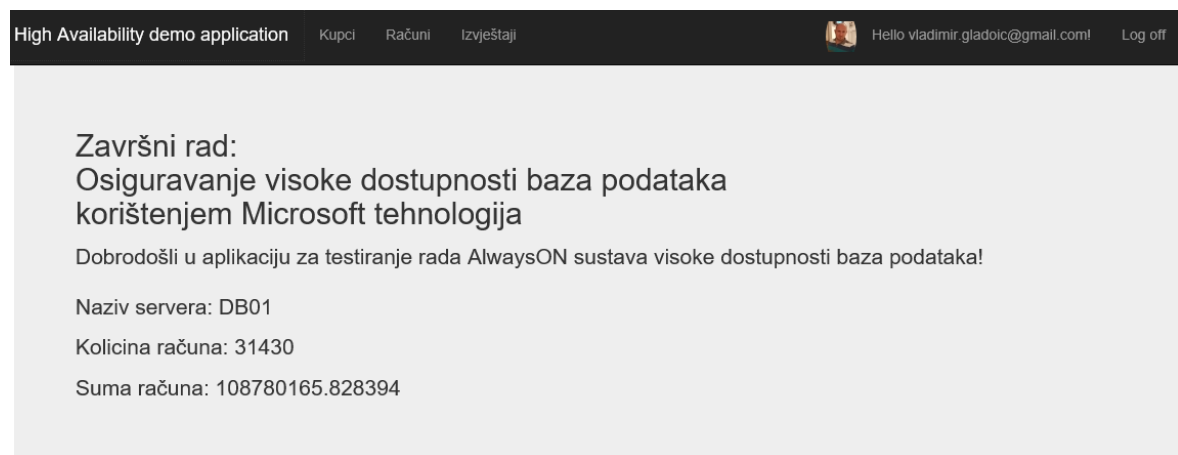 High Availability demo application Kupci Računi Izvještaji Hello vladimir.gladoic@gmail.com! Log off
Završni rad:
Osiguravanje visoke dostupnosti baza podataka
korištenjem Microsoft tehnologija
Dobrodošli u aplikaciju za testiranje rada AlwaysON sustava visoke dostupnosti baza podataka!
Naziv servera: DB01
Kolicina računa: 31430
Suma računa: 108780165.828394